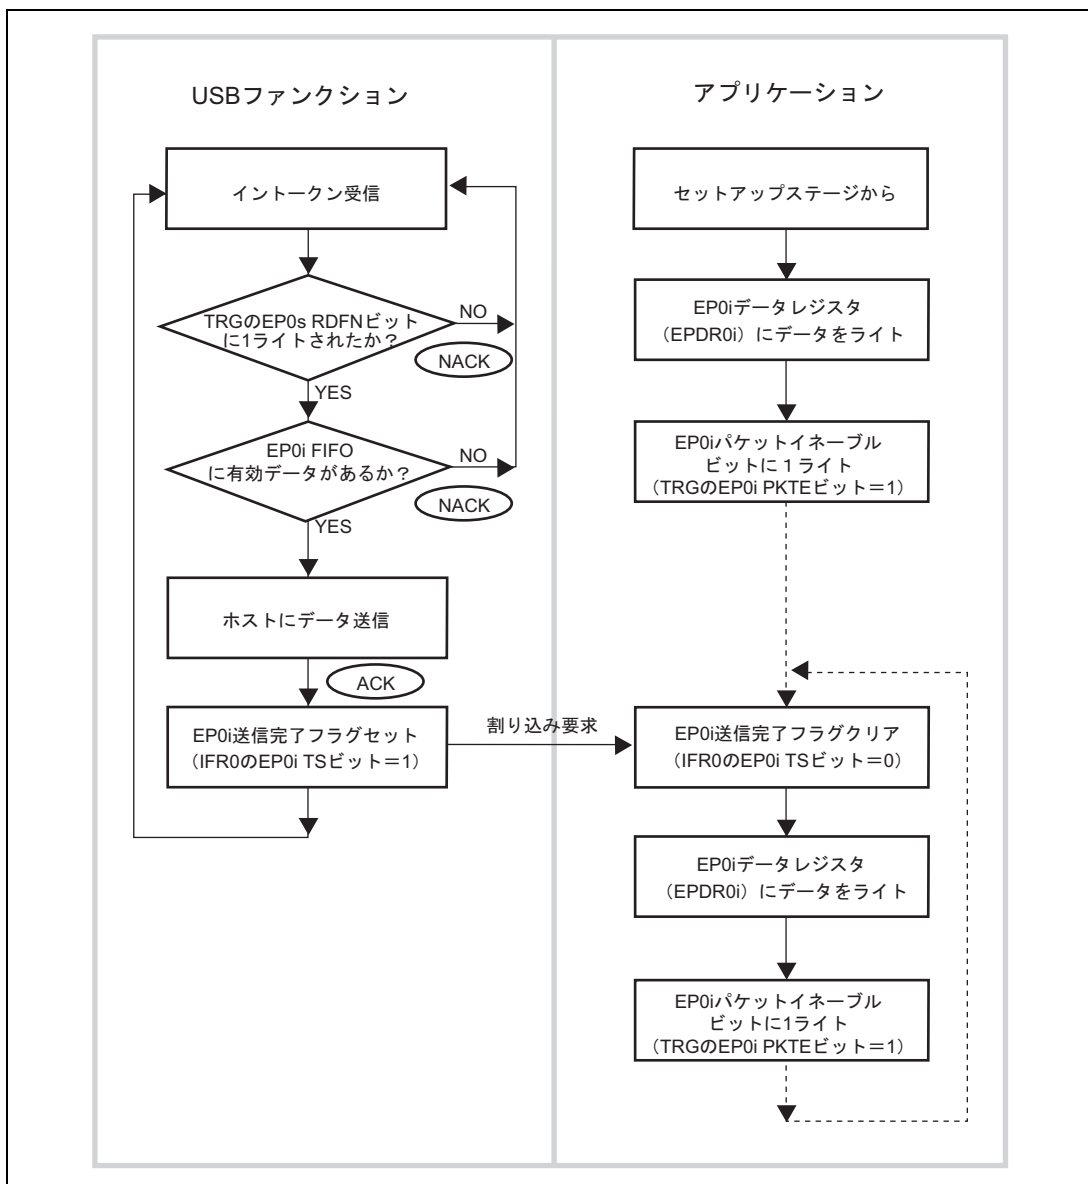 USBファンクション
イントークン受信
TRGのEP0s RDFNビット
に1ライトされたか？
NO
NACK
YES
EP0i FIFO
に有効データがあるか？
NO
NACK
YES
ホストにデータ送信
ACK
EP0i送信完了フラグセット
（IFR0のEP0i TSビット＝1）
割り込み要求
アプリケーション
セットアップステージから
EP0iデータレジスタ
（EPDR0i）にデータをライト
EP0iパケットイネーブル
ビットに１ライト
（TRGのEP0i PKTEビット＝1）
EP0i送信完了フラグクリア
（IFR0のEP0i TSビット＝0）
EP0iデータレジスタ
（EPDR0i）にデータをライト
EP0iパケットイネーブル
ビットに1ライト
（TRGのEP0i PKTEビット＝1）